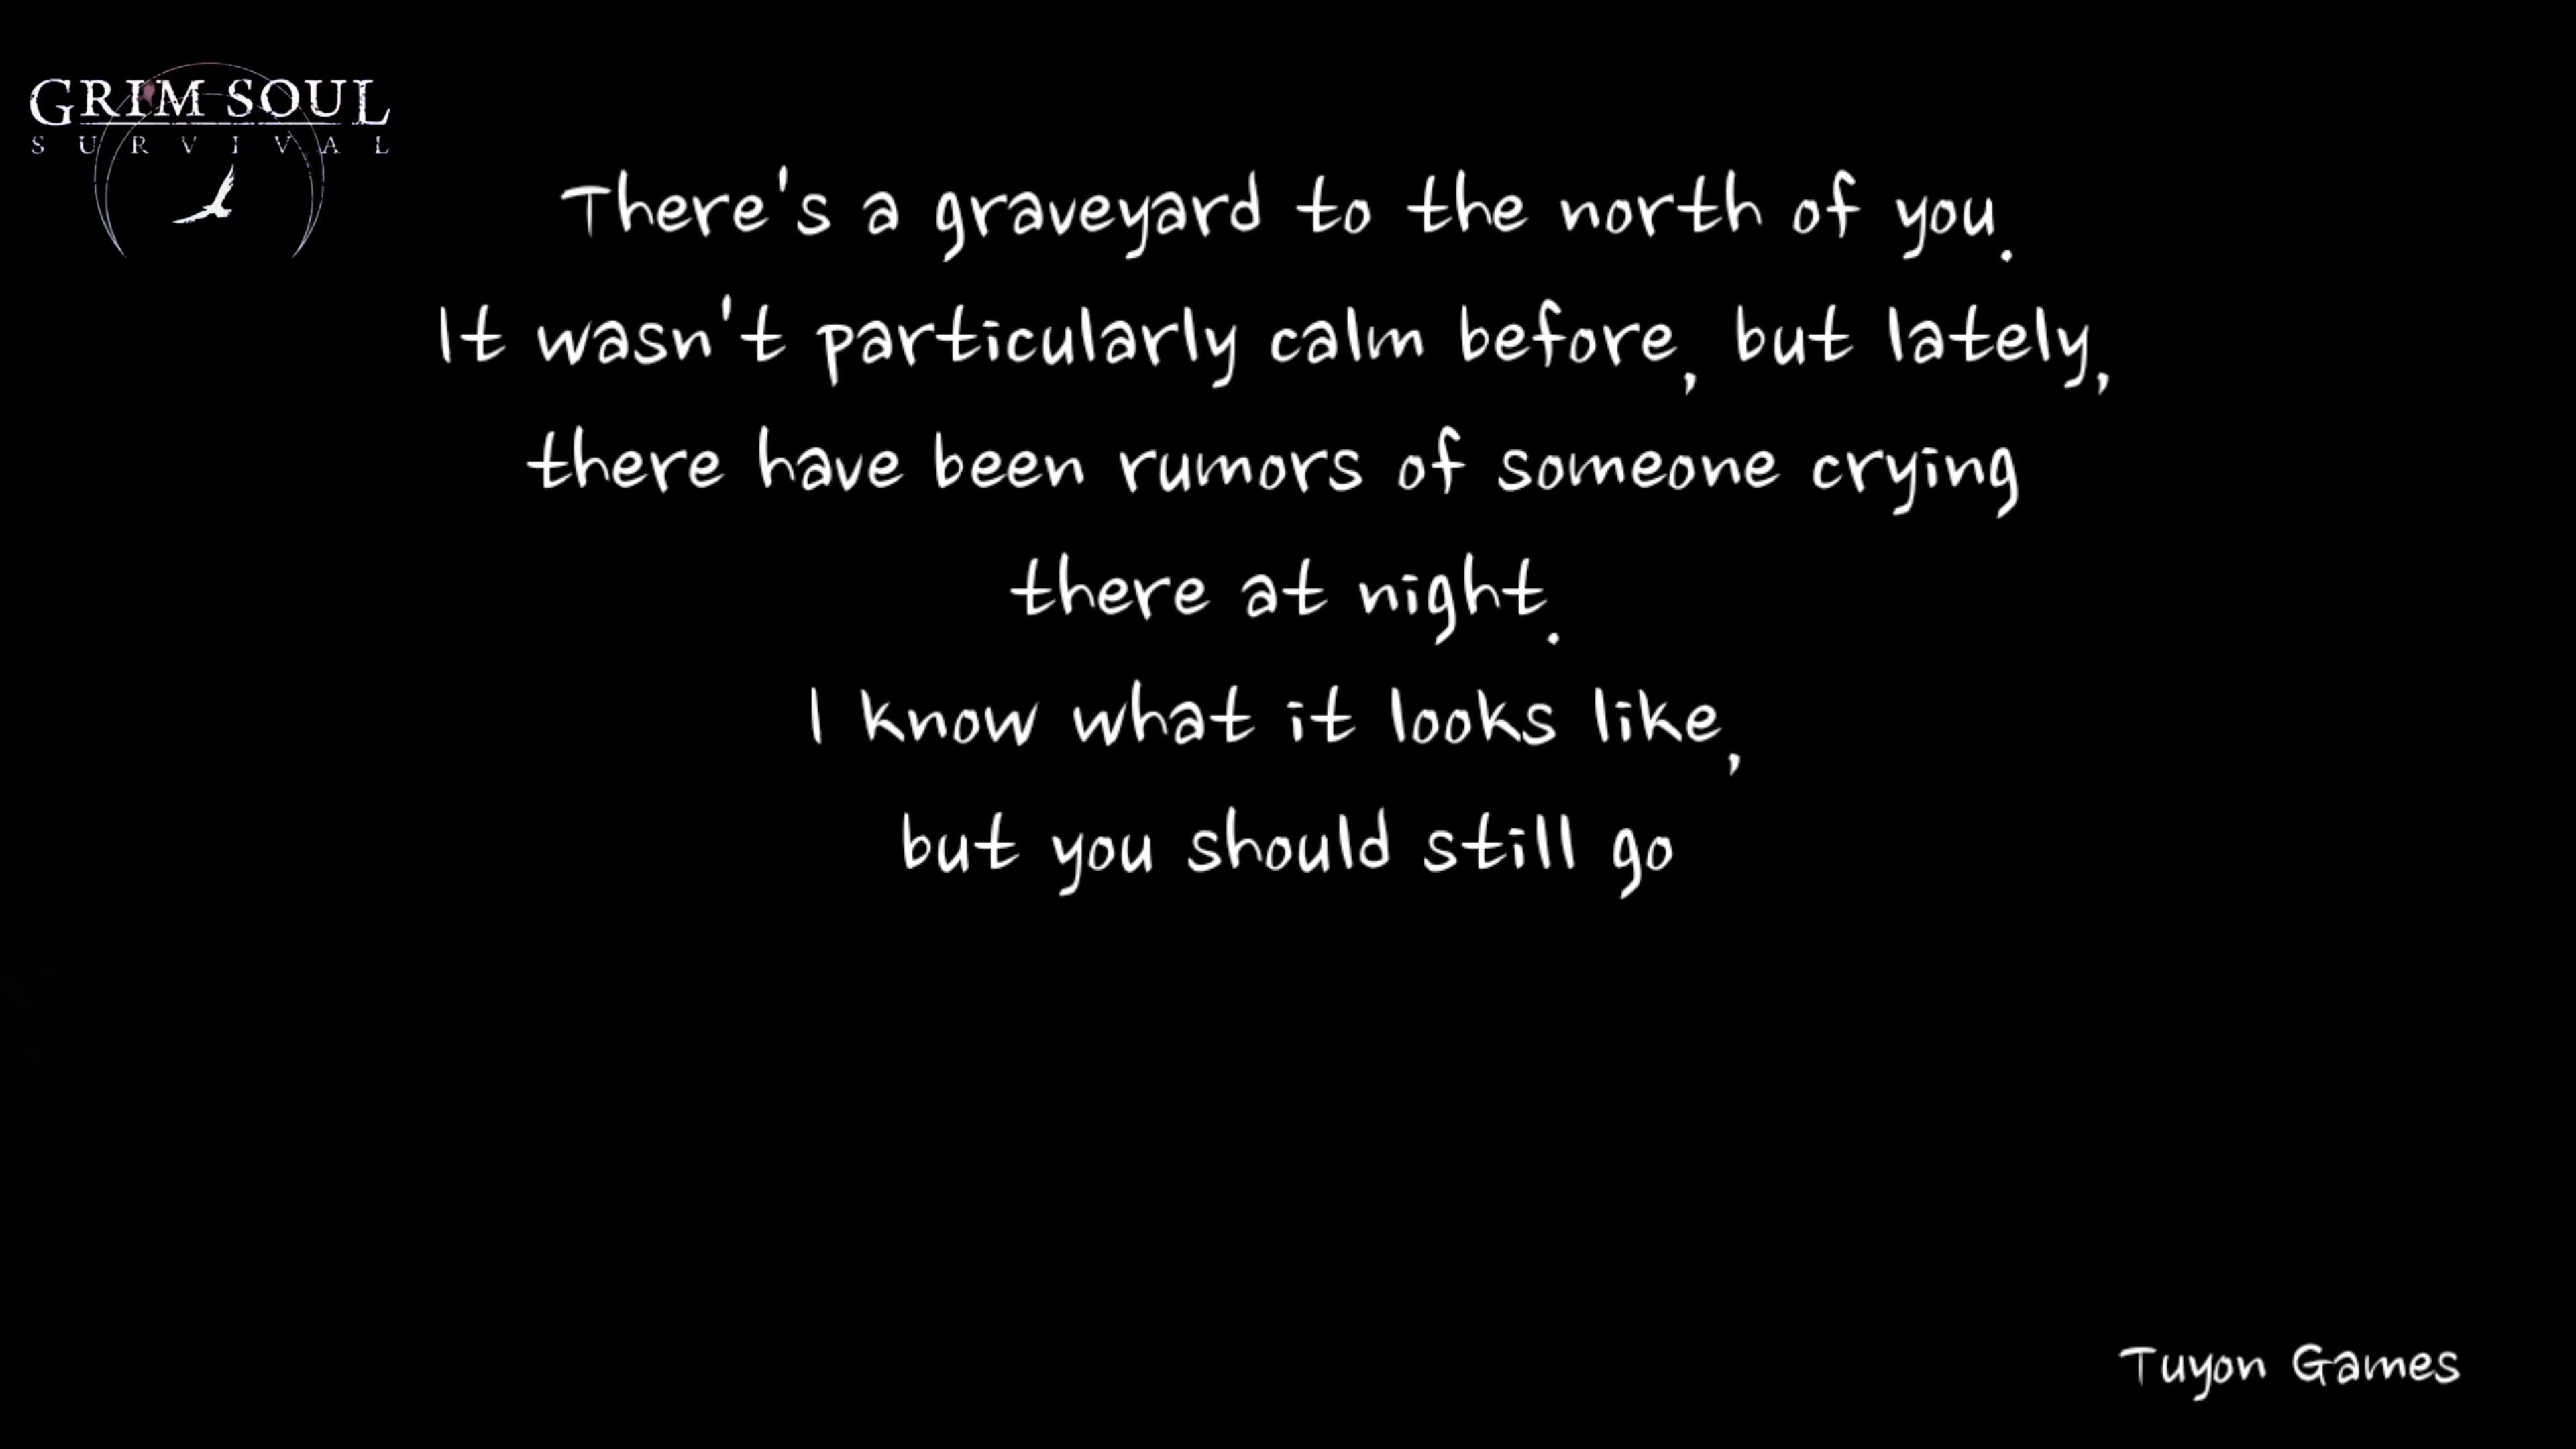 GRIM SOUL
SURVIVAL
There's a graveyard to the north of you.
It wasn't particularly calm before, but lately,
there have been rumors of someone crying
there at night.
I know what it looks like,
but you should still go
Tuyon Games